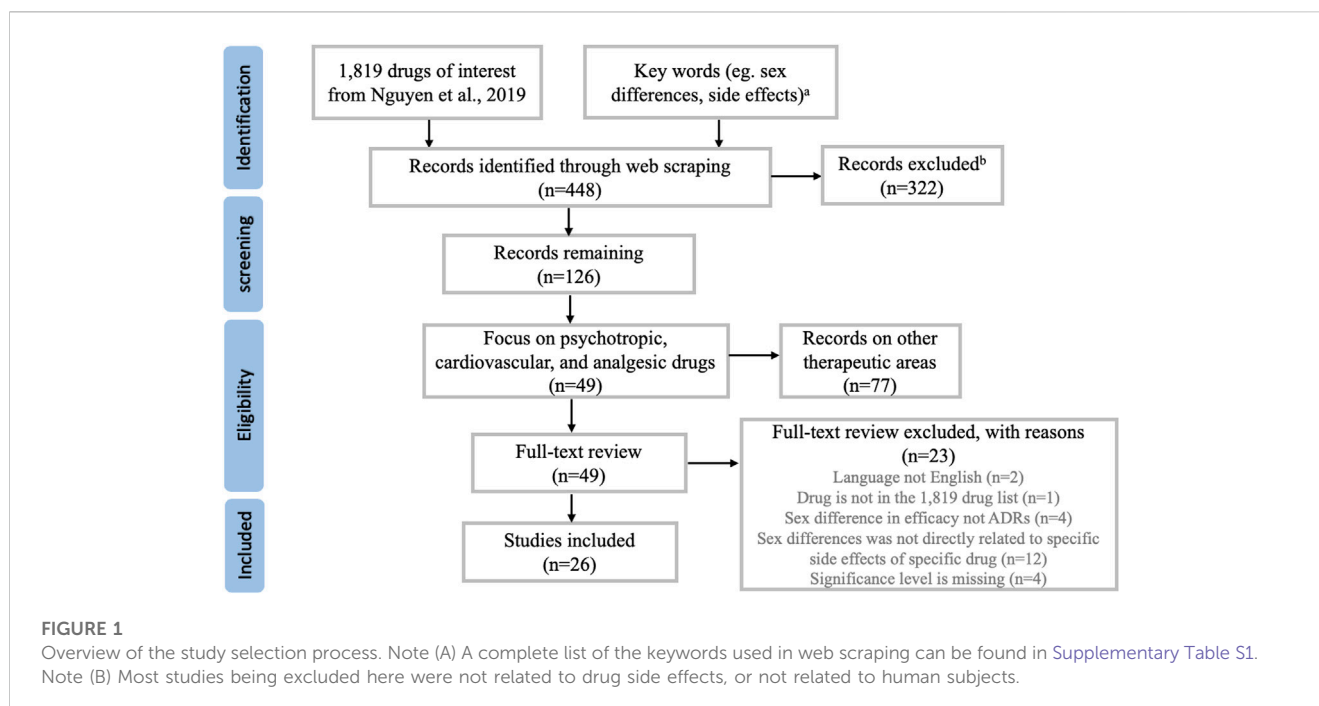 Identification
1,819 drugs of interest
from Nguyen et al., 2019
Key words (eg. sex
differences, side effects)a
Records identified through web scraping
(n=448)
Records excludedb
(n=322)
screening
Records remaining
(n=126)
Eligibility
Focus on psychotropic,
cardiovascular, and analgesic drugs
(n=49)
Records on other
therapeutic areas
(n=77)
Full-text review
(n=49)
Full-text review excluded, with reasons
(n=23)
Language not English (n=2)
Drug is not in the 1,819 drug list (n=1)
Sex difference in efficacy not ADRs (n=4)
Sex differences was not directly related to specific
side effects of specific drug (n=12)
Significance level is missing (n=4)
Included
Studies included
(n=26)
FIGURE 1
Overview of the study selection process. Note (A) A complete list of the keywords used in web scraping can be found in Supplementary Table S1.
Note (B) Most studies being excluded here were not related to drug side effects, or not related to human subjects.